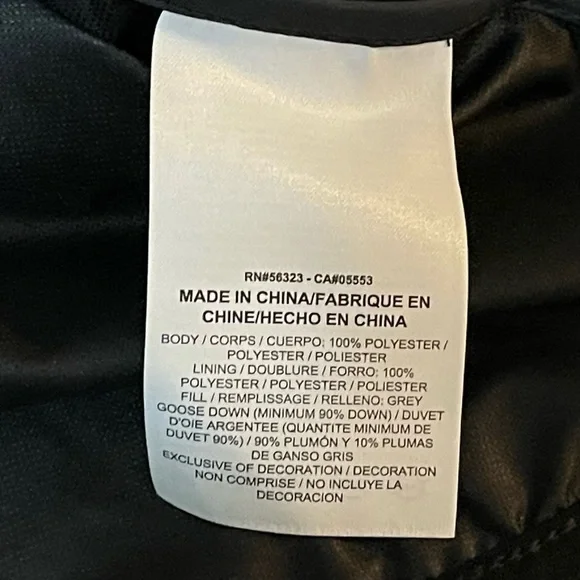 RN#56323 - CA#05553
MADE IN CHINA/FABRIQUE EN
CHINE/HECHO EN CHINA
BODY / CORPS / CUERPO: 100% POLYESTER /
POLYESTER / POLIESTER
LINING / DOUBLURE / FORRO: 100%
POLYESTER / POLYESTER / POLIESTER
FILL / REMPLISSAGE / RELLENO: GREY
GOOSE DOWN (MINIMUM 90% DOWN) / DUVET
D'OIE ARGENTEE (QUANTITE MINIMUM DE
DUVET 90%) / 90% PLUMÓN Y 10% PLUMAS
DE GANSO GRIS
EXCLUSIVE OF DECORATION / DECORATION
NON COMPRISE / NO INCLUYE LA
DECORACION